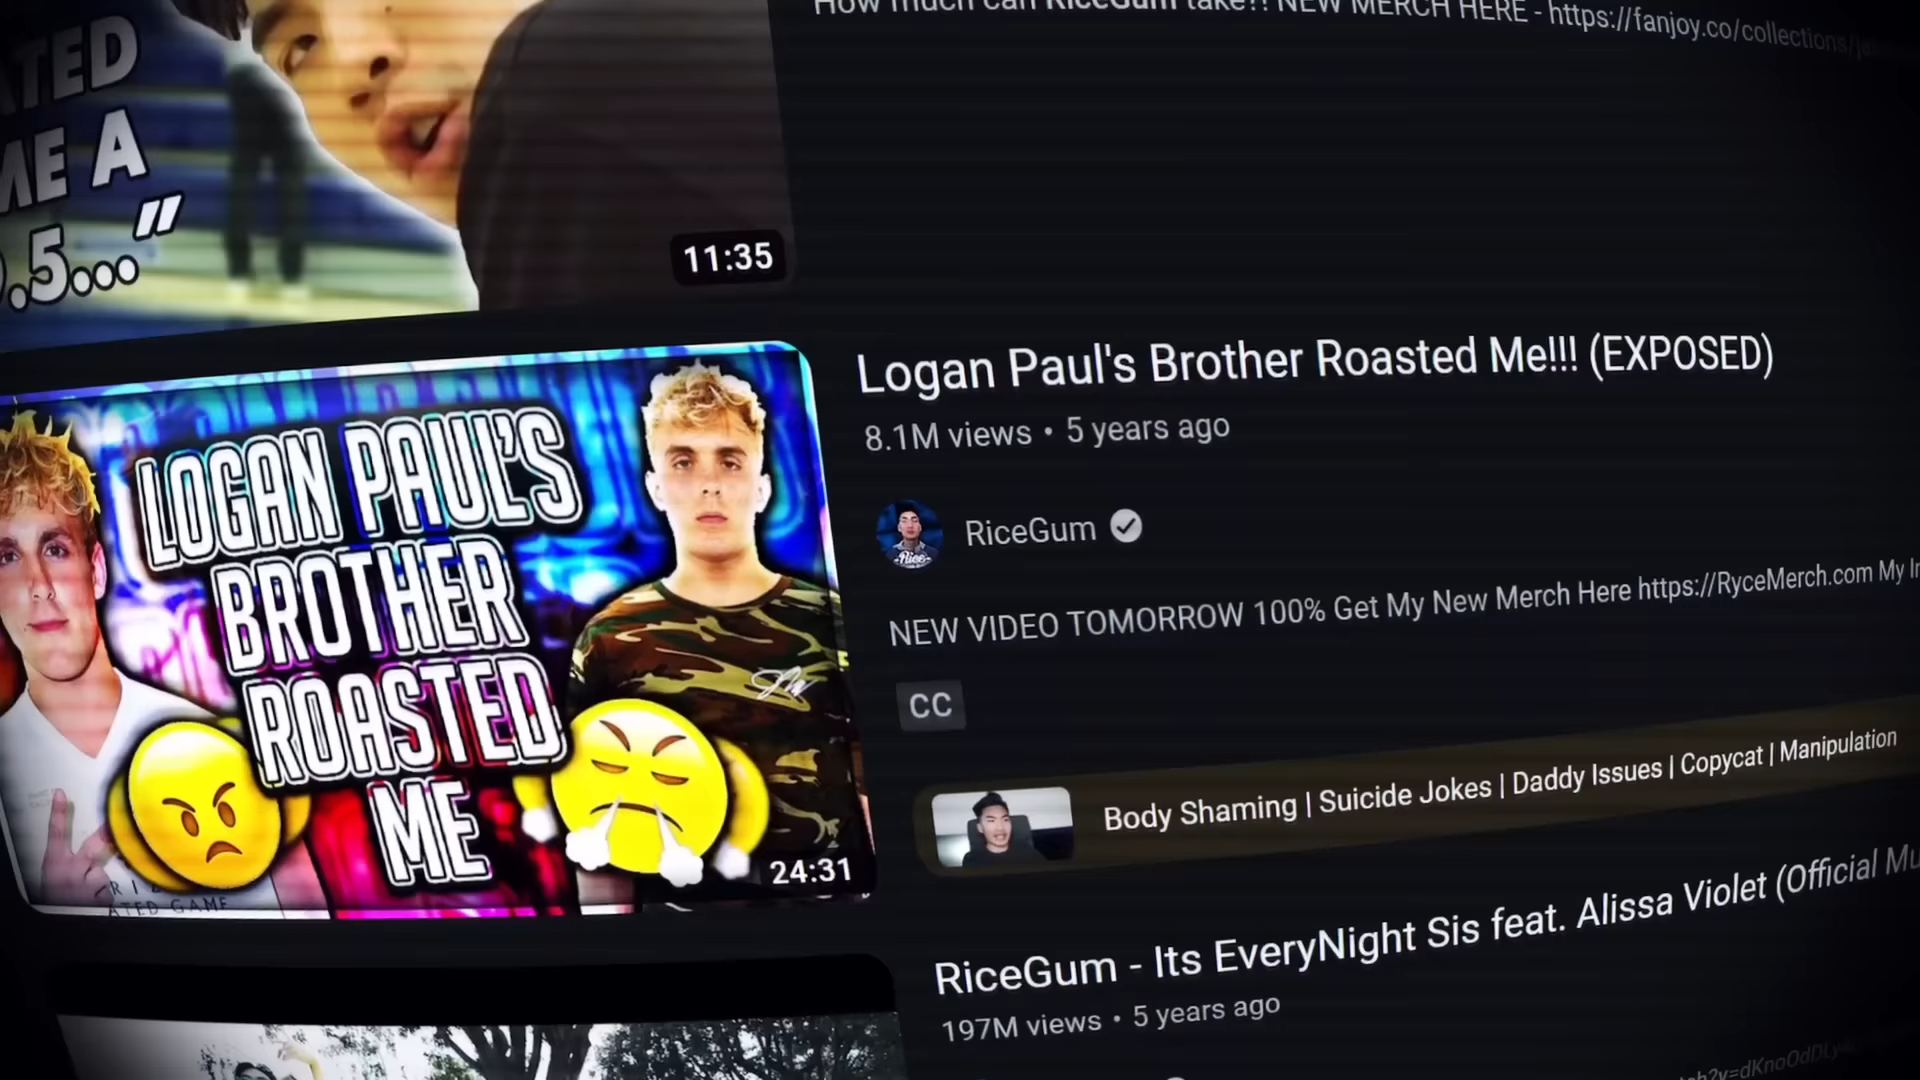 How much can RiceGum take?! NEW MERCH HERE - https://fanjoy.co/collections/
ME A
.5..."
11:35
LOGAN PAUL'S
BROTHER
ROASTED
ME
24:31
Logan Paul's Brother Roasted Me!!! (EXPOSED)
8.1M views • 5 years ago
RiceGum
NEW VIDEO TOMORROW 100% Get My New Merch Here https://RyceMerch.com My
CC
Body Shaming | Suicide Jokes | Daddy Issues | Copycat | Manipulation
RiceGum - Its EveryNight Sis feat. Alissa Violet (Official
197M views • 5 years ago